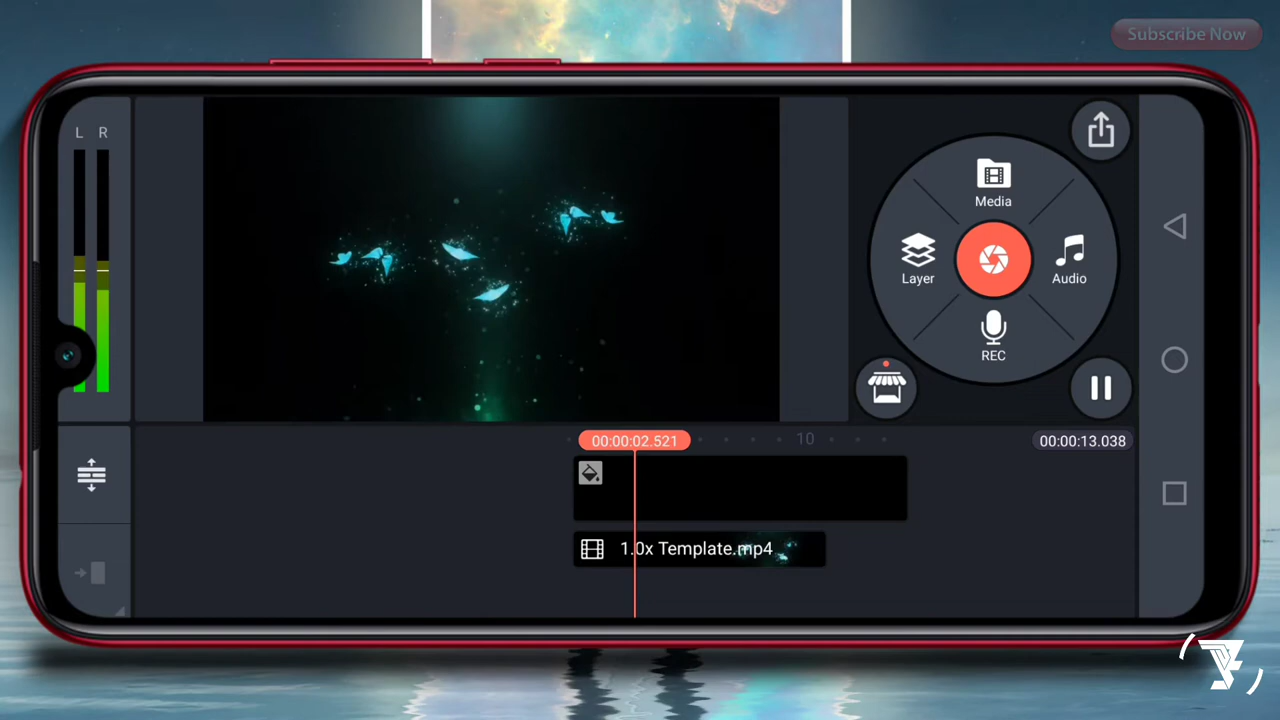 Subscribe Now
L R
Media
Layer
Audio
REC
00:00:02.521
10
00:00:13.038
1.0x Template.mp4